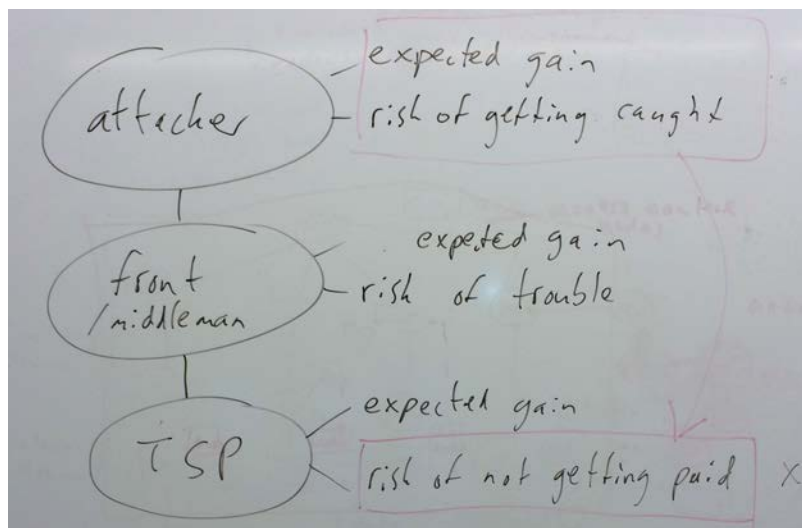 expected gain
attacker
risk of getting caught
expected gain
front
/middleman
risk of trouble
expected gain
TSP
risk of not getting paid X